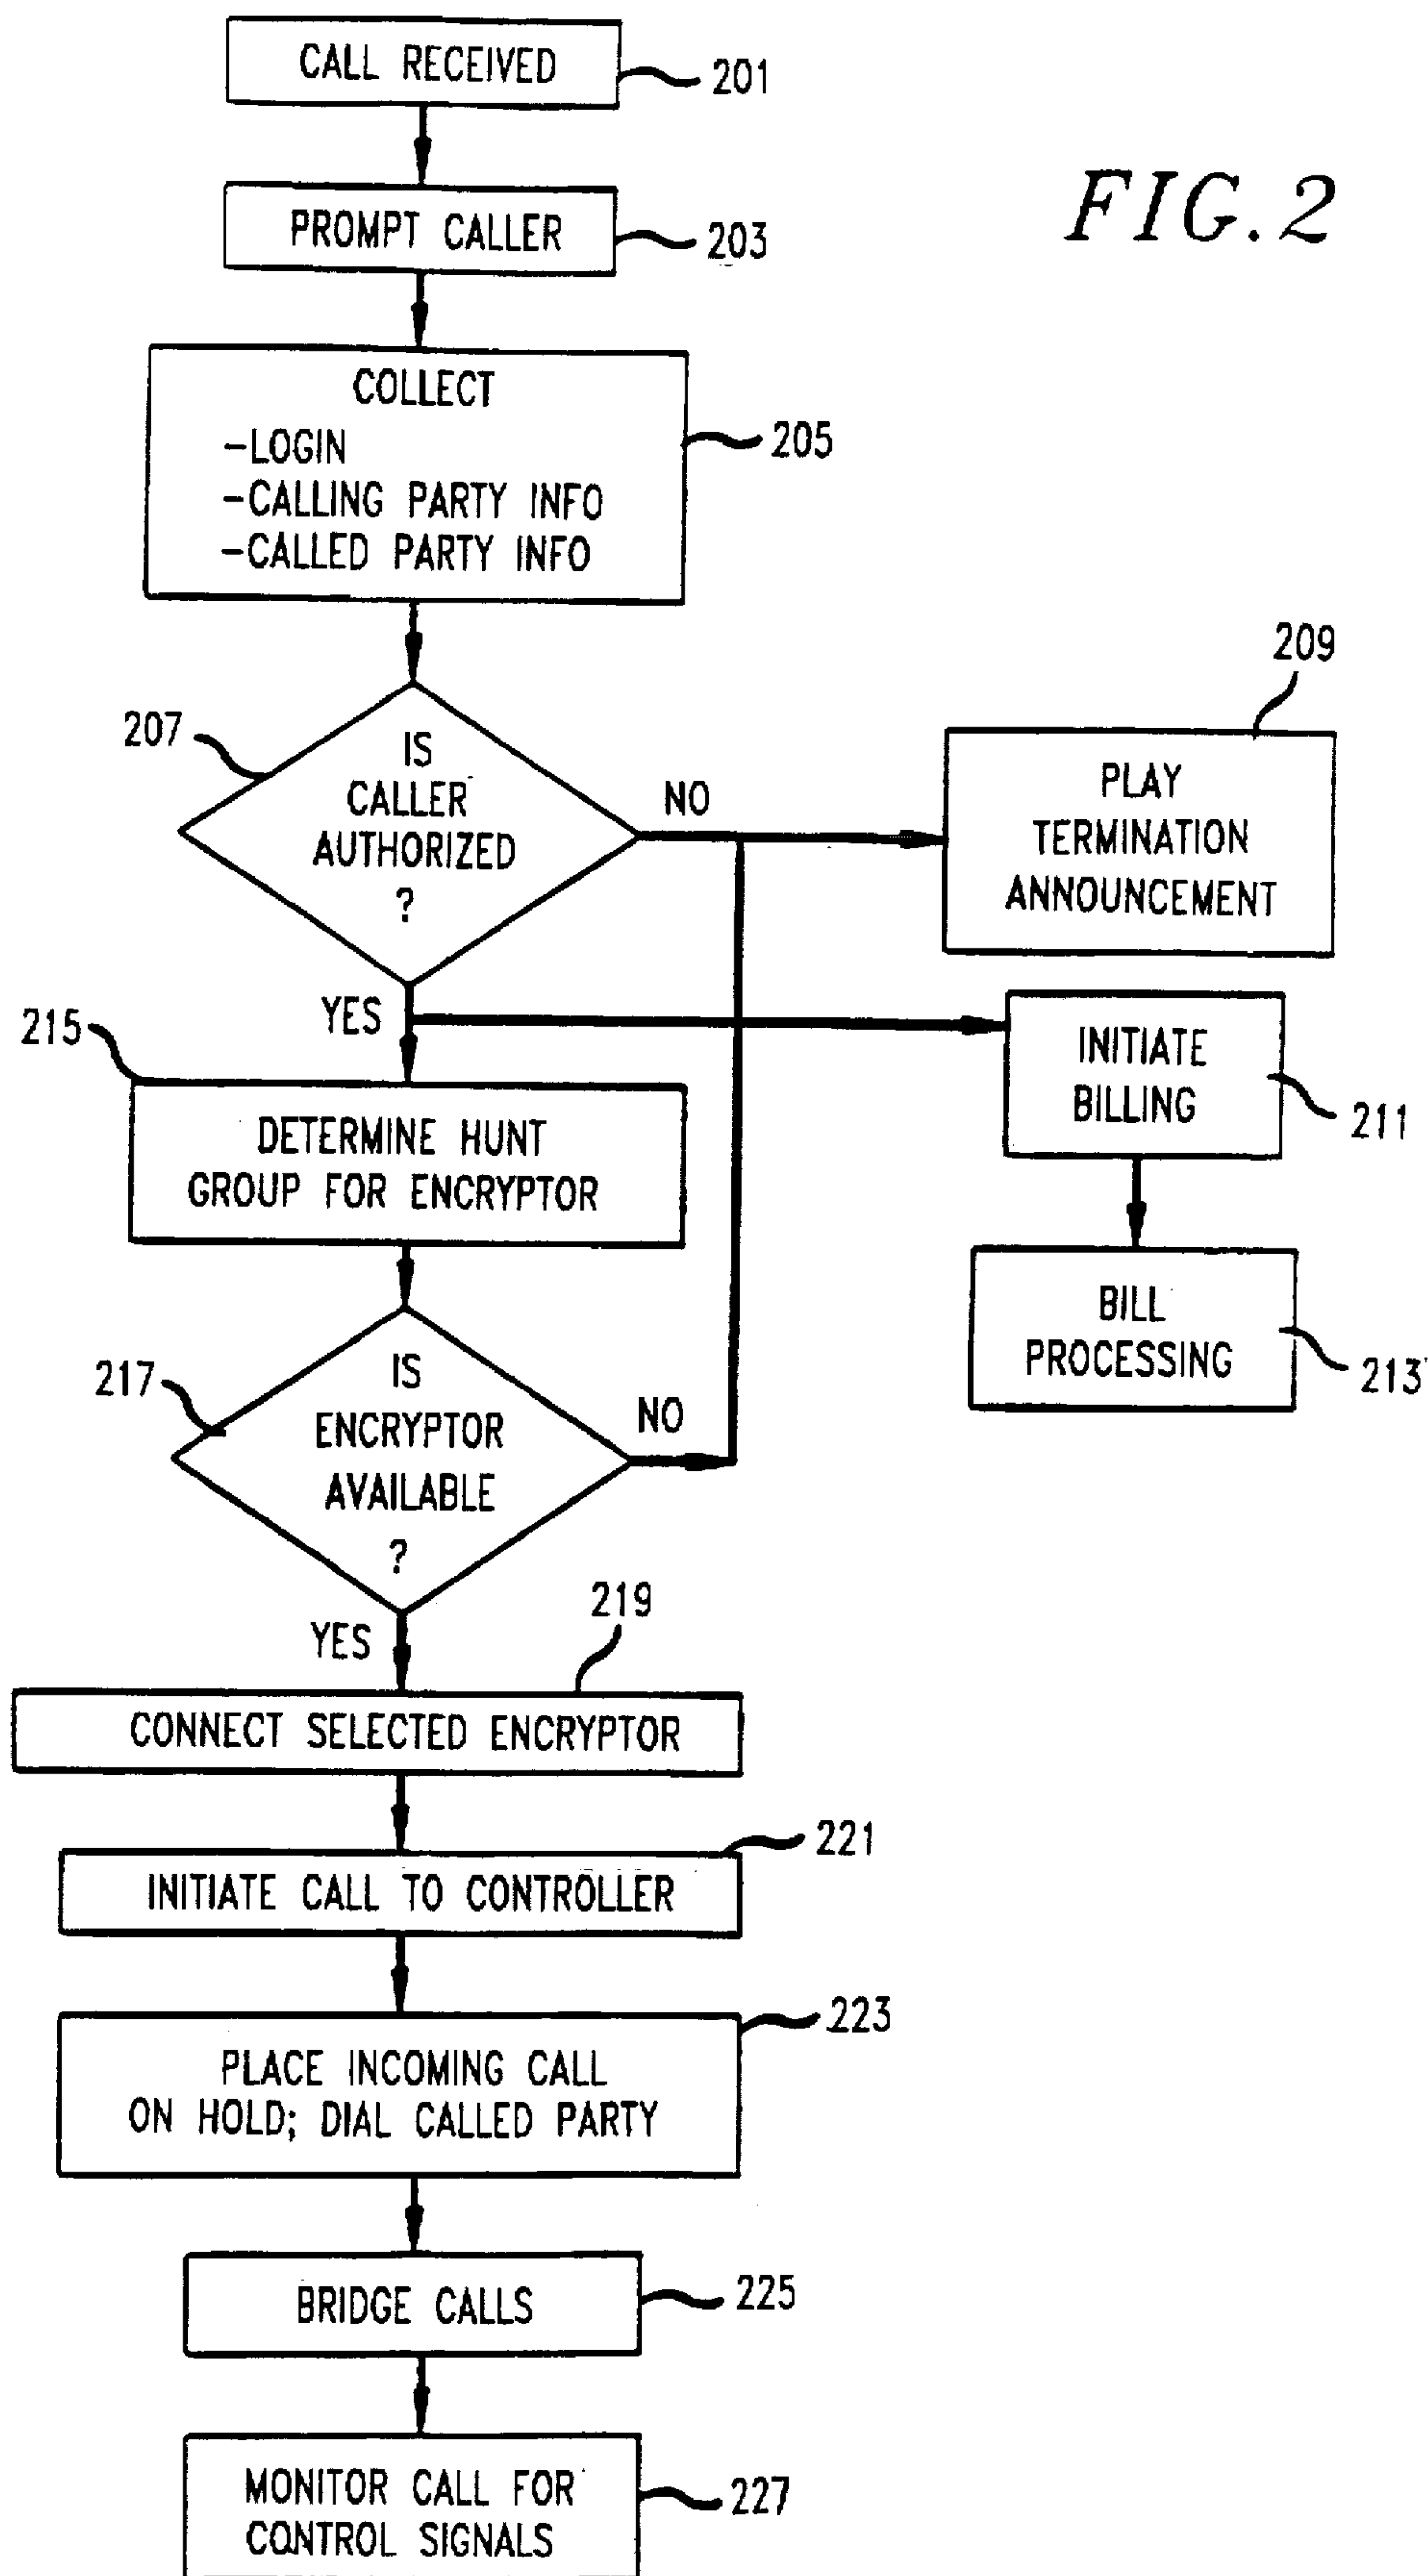 CALL RECEIVED
201
FIG. 2
PROMPT CALLER
203
COLLECT
-LOGIN
-CALLING PARTY INFO
-CALLED PARTY INFO
205
207
IS
CALLER
AUTHORIZED
?
NO
209
PLAY
TERMINATION
ANNOUNCEMENT
YES
INITIATE
BILLING
211
215
DETERMINE HUNT
GROUP FOR ENCRYPTOR
BILL
PROCESSING
213
217
IS
ENCRYPTOR
AVAILABLE
?
NO
YES
219
CONNECT SELECTED ENCRYPTOR
221
INITIATE CALL TO CONTROLLER
223
PLACE INCOMING CALL
ON HOLD; DIAL CALLED PARTY
BRIDGE CALLS
225
MONITOR CALL FOR
CONTROL SIGNALS
227